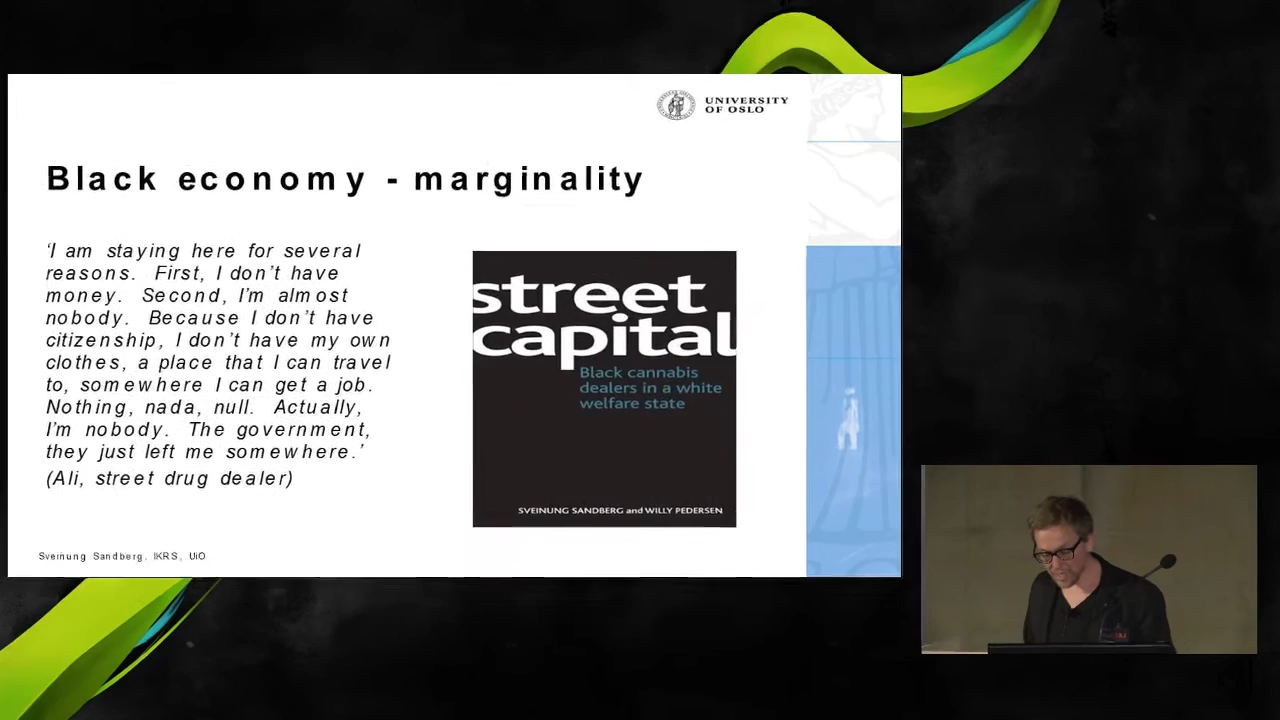 UNIVERSITY
OF OSLO
Black economy - marginality
‘I am staying here for several
reasons. First, I don’t have
money. Second, I’m almost
nobody. Because I don’t have
citizenship, I don’t have my own
clothes, a place that I can travel
to, somewhere I can get a job.
Nothing, nada, null. Actually,
I’m nobody. The government,
they just left me somewhere.’
(Ali, street drug dealer)
street
capital
Black cannabis
dealers in a white
welfare state
SVEINUNG SANDBERG and WILLY PEDERSEN
Sveinung Sandberg, IKRS, UiO